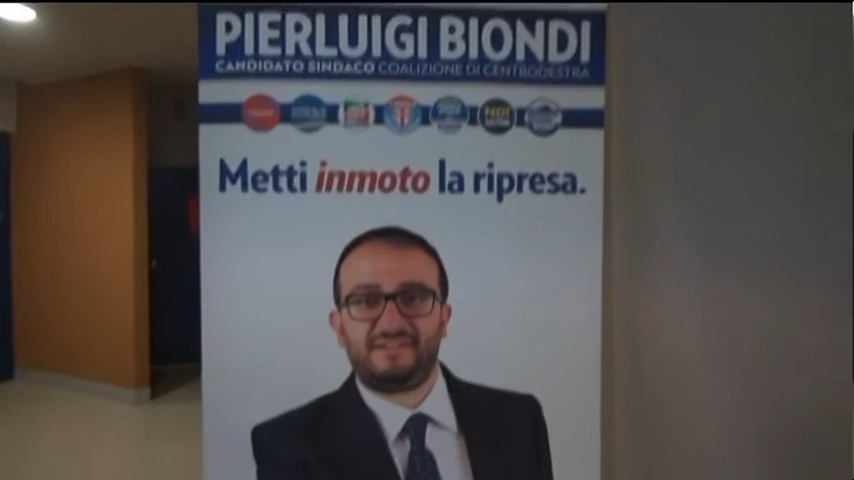 PIERLUIGI BIONDI
CANDIDATO SINDACO COALIZIONE DI CENTRODESTRA
Metti inmoto la ripresa.